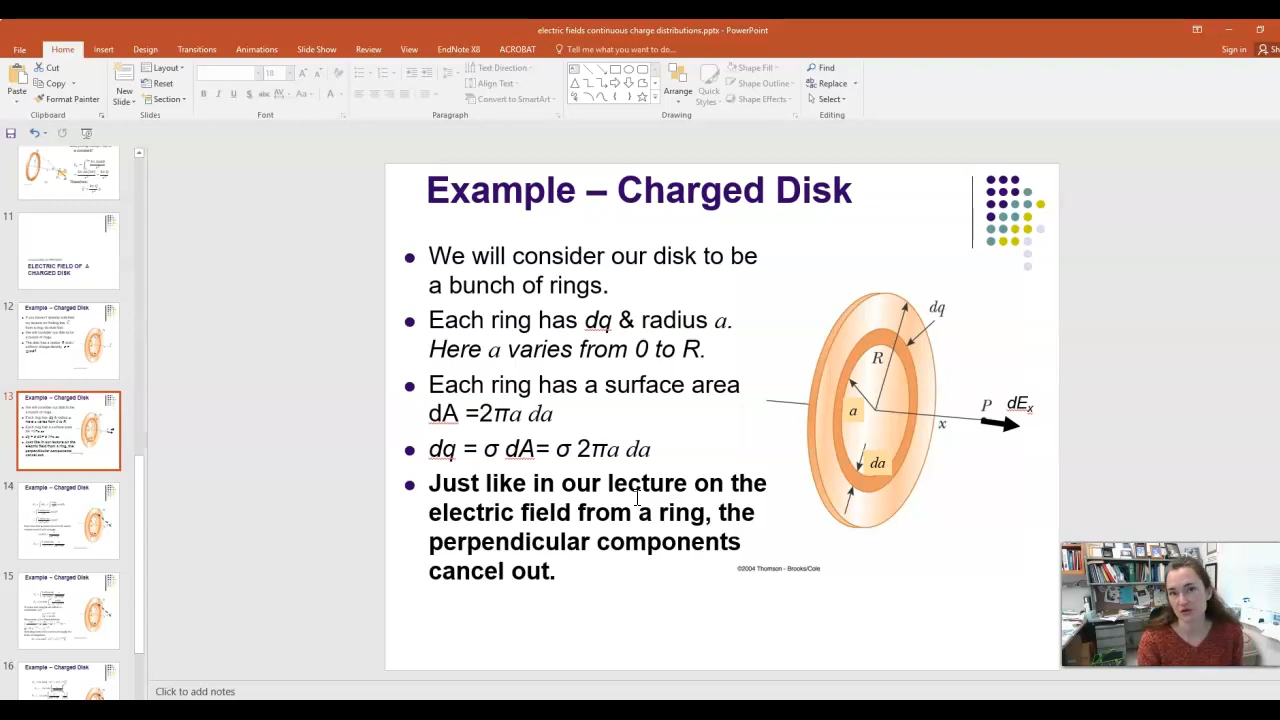 electric fields continuous charge distributions.pptx - PowerPoint
File Home Insert Design Transitions Animations Slide Show Review View EndNote X8 ACROBAT Tell me what you want to do... Sign in Sh
Cut
Copy
Format Painter
Paste
Clipboard
New
Slide
Layout
Reset
Section
Slides
18
Font
Text Direction
Align Text
Convert to SmartArt
Paragraph
Arrange
Quick
Styles
Shape Fill
Shape Outline
Shape Effects
Drawing
Find
Replace
Select
Editing
11
ELECTRIC FIELD OF A
CHARGED DISK
12
Example – Charged Disk
13
Example – Charged Disk
14
Example – Charged Disk
15
Example – Charged Disk
16
Example – Charged Disk
Example – Charged Disk
• We will consider our disk to be
a bunch of rings.
• Each ring has dq & radius a.
Here a varies from 0 to R.
• Each ring has a surface area
dA =2πa da
• dq = σ dA= σ 2πa da
• Just like in our lecture on the
electric field from a ring, the
perpendicular components
cancel out.
dq
R
a
da
P
x
dEₓ
©2004 Thomson - Brooks/Cole
Click to add notes